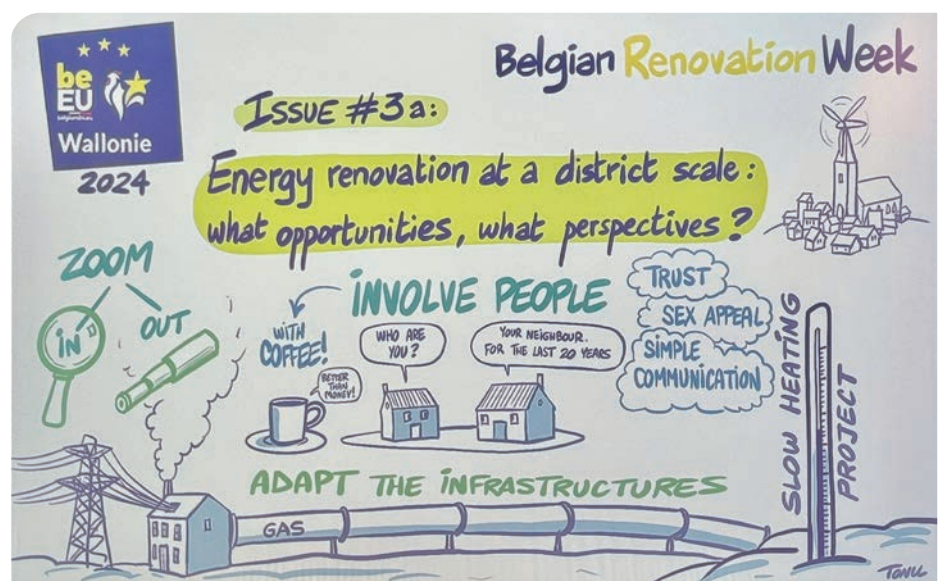 be
EU
belgium24.eu
Wallonie
2024
Belgian Renovation Week
Issue #3a:
Energy renovation at a district scale:
what opportunities, what perspectives?
ZOOM
IN
OUT
INVOLVE PEOPLE
WITH
COFFEE!
BETTER
THAN
MONEY!
WHO ARE
YOU?
YOUR NEIGHBOUR.
FOR THE LAST 20 YEARS
TRUST
SEX APPEAL
SIMPLE
COMMUNICATION
SLOW HEATING
PROJECT
ADAPT THE INFRASTRUCTURES
GAS